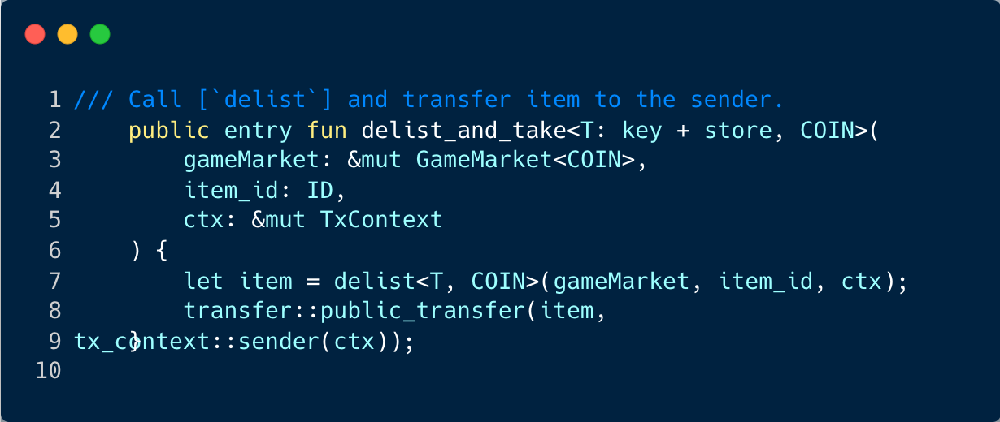 1 /// Call [`delist`] and transfer item to the sender.
2     public entry fun delist_and_take<T: key + store, COIN>(
3         gameMarket: &mut GameMarket<COIN>,
4         item_id: ID,
5         ctx: &mut TxContext
6     ) {
7         let item = delist<T, COIN>(gameMarket, item_id, ctx);
8         transfer::public_transfer(item,
9 tx_context::sender(ctx));
    }
10